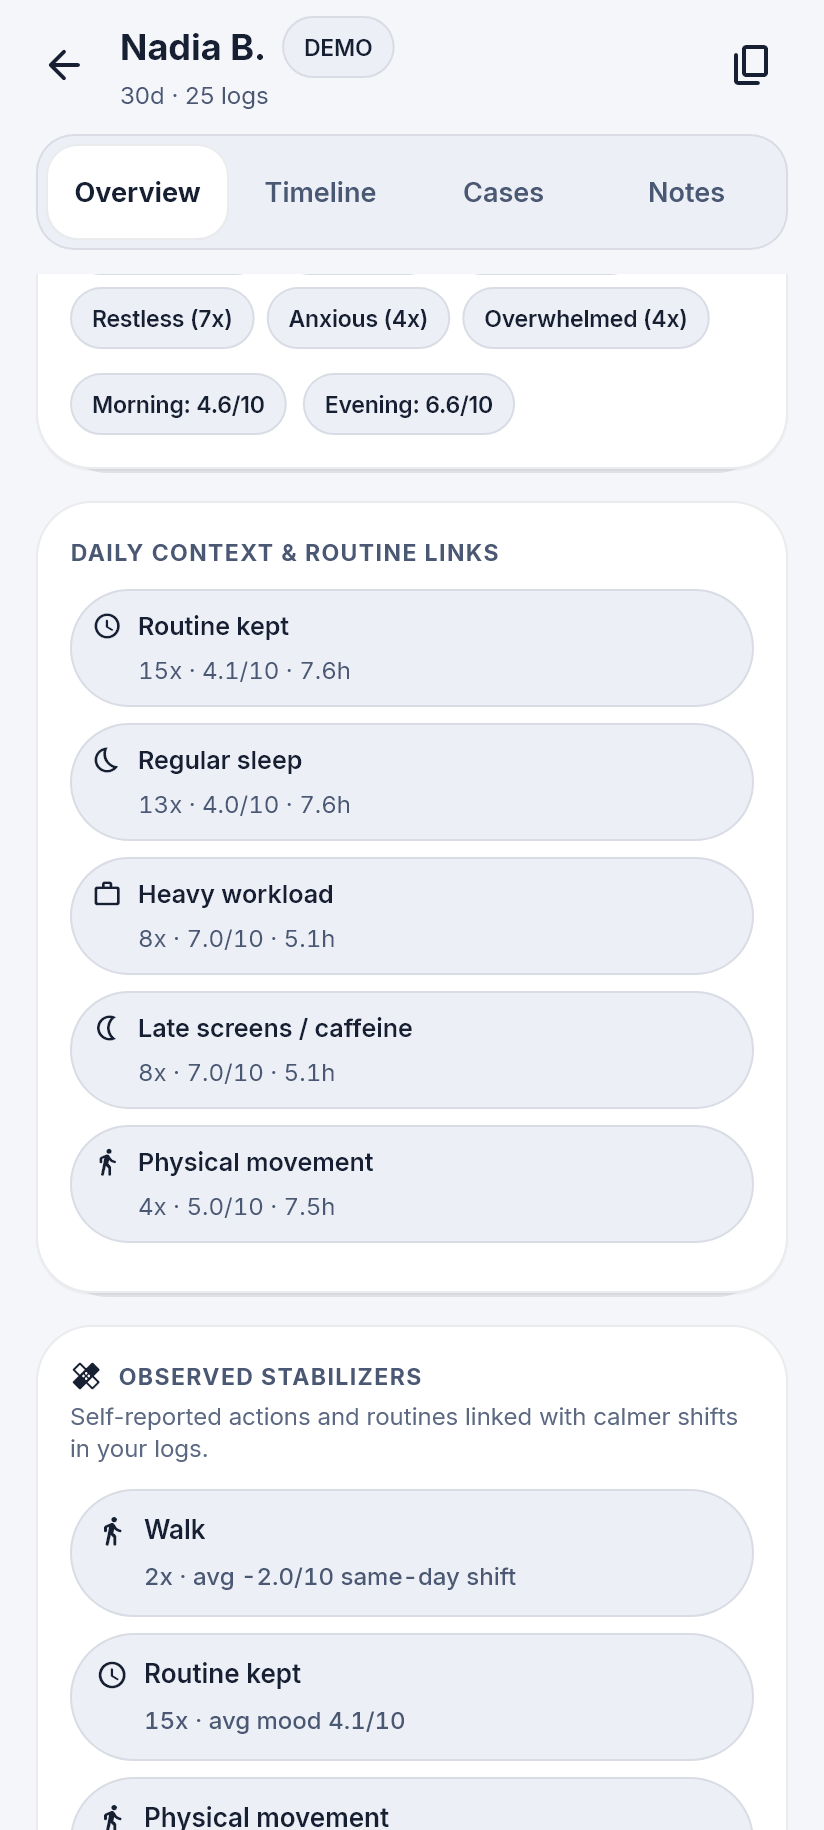 Nadia B.
DEMO
30d · 25 logs
Overview
Timeline
Cases
Notes
Restless (7x)
Anxious (4x)
Overwhelmed (4x)
Morning: 4.6/10
Evening: 6.6/10
DAILY CONTEXT & ROUTINE LINKS
Routine kept
15x · 4.1/10 · 7.6h
Regular sleep
13x · 4.0/10 · 7.6h
Heavy workload
8x · 7.0/10 · 5.1h
Late screens / caffeine
8x · 7.0/10 · 5.1h
Physical movement
4x · 5.0/10 · 7.5h
OBSERVED STABILIZERS
Self-reported actions and routines linked with calmer shifts
in your logs.
Walk
2x · avg -2.0/10 same-day shift
Routine kept
15x · avg mood 4.1/10
Physical movement